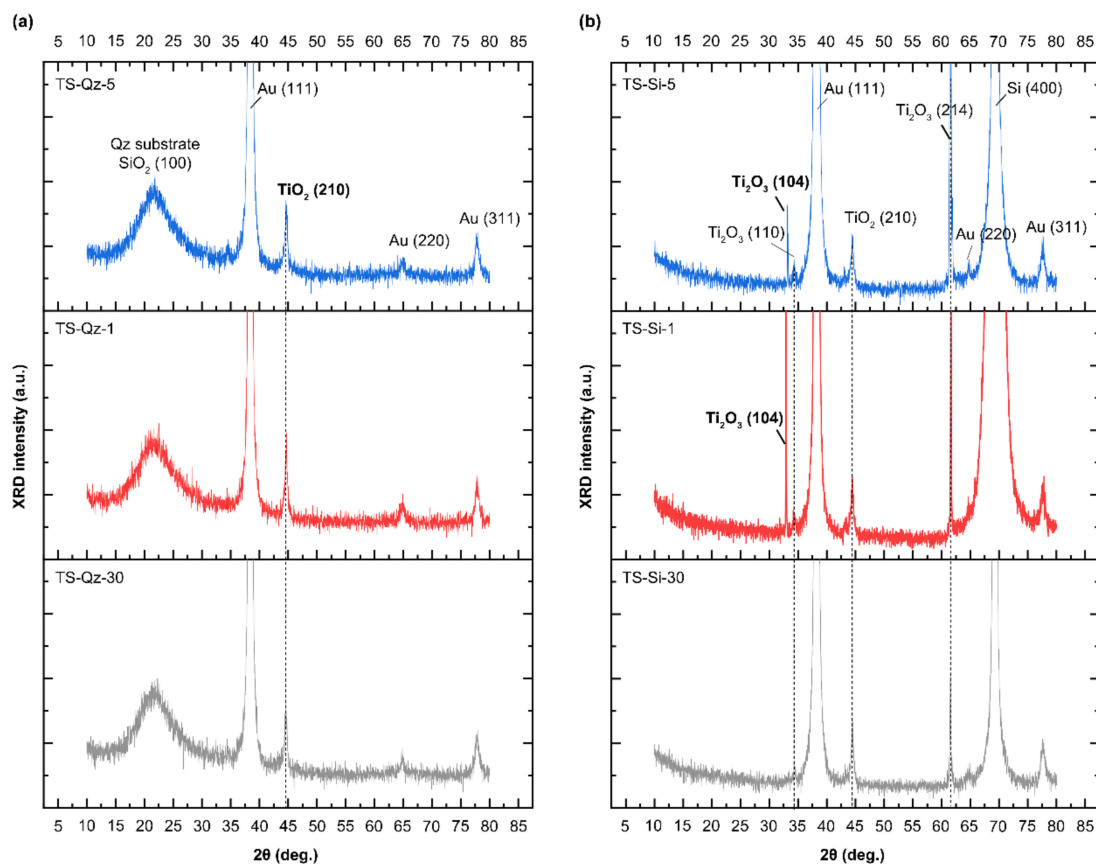 (a)
5 10 15 20 25 30 35 40 45 50 55 60 65 70 75 80 85
TS-Qz-5
Au (111)
Qz substrate
SiO₂ (100)
TiO₂ (210)
Au (220)
Au (311)
TS-Qz-1
XRD intensity (a.u.)
TS-Qz-30
5 10 15 20 25 30 35 40 45 50 55 60 65 70 75 80 85
2θ (deg.)
(b)
5 10 15 20 25 30 35 40 45 50 55 60 65 70 75 80 85
TS-Si-5
Au (111)
Si (400)
Ti₂O₃ (214)
Ti₂O₃ (104)
Ti₂O₃ (110)
TiO₂ (210)
Au (220)
Au (311)
TS-Si-1
Ti₂O₃ (104)
XRD intensity (a.u.)
TS-Si-30
5 10 15 20 25 30 35 40 45 50 55 60 65 70 75 80 85
2θ (deg.)